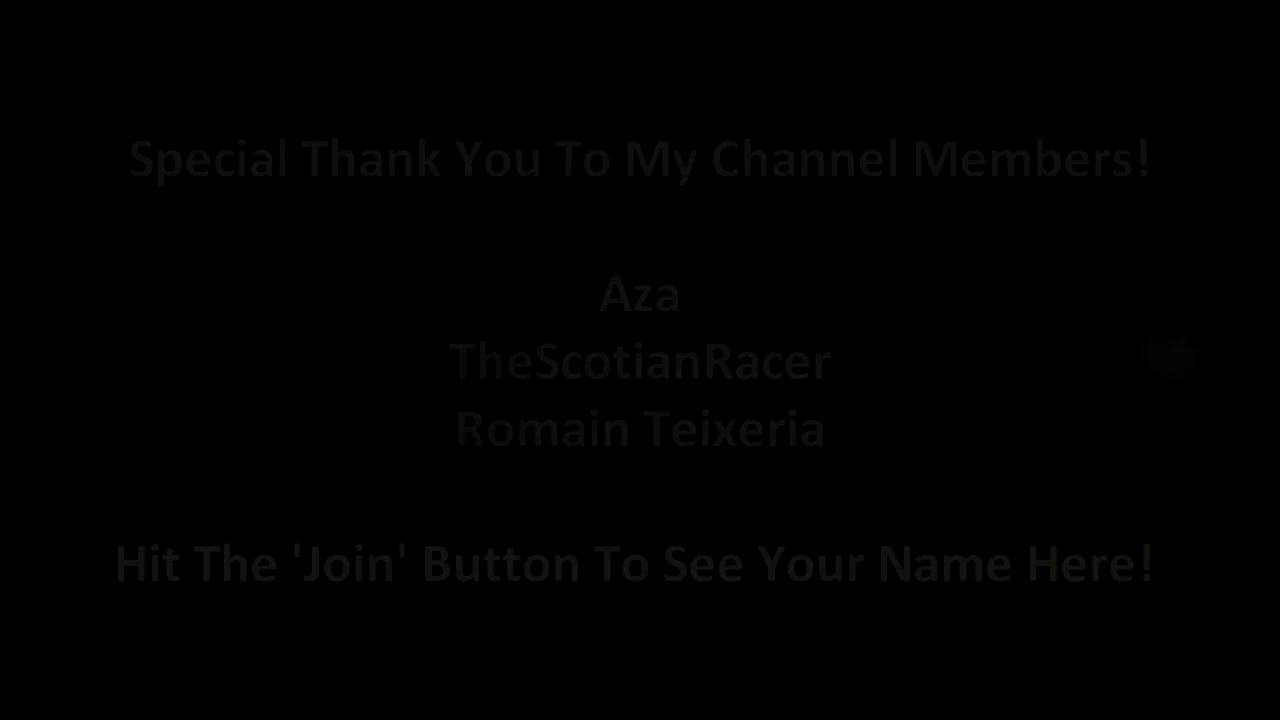 Special Thank You To My Channel Members!
Aza
TheScotianRacer
Romain Teixeria
Hit The 'Join' Button To See Your Name Here!